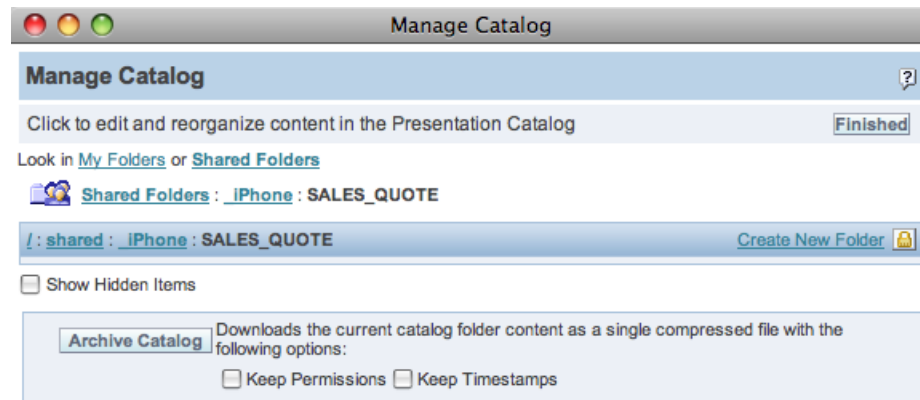 Manage Catalog
Manage Catalog ?
Click to edit and reorganize content in the Presentation Catalog Finished
Look in My Folders or Shared Folders
Shared Folders : _iPhone : SALES_QUOTE
/ : shared : _iPhone : SALES_QUOTE Create New Folder
Show Hidden Items
Archive Catalog Downloads the current catalog folder content as a single compressed file with the
following options:
Keep Permissions Keep Timestamps